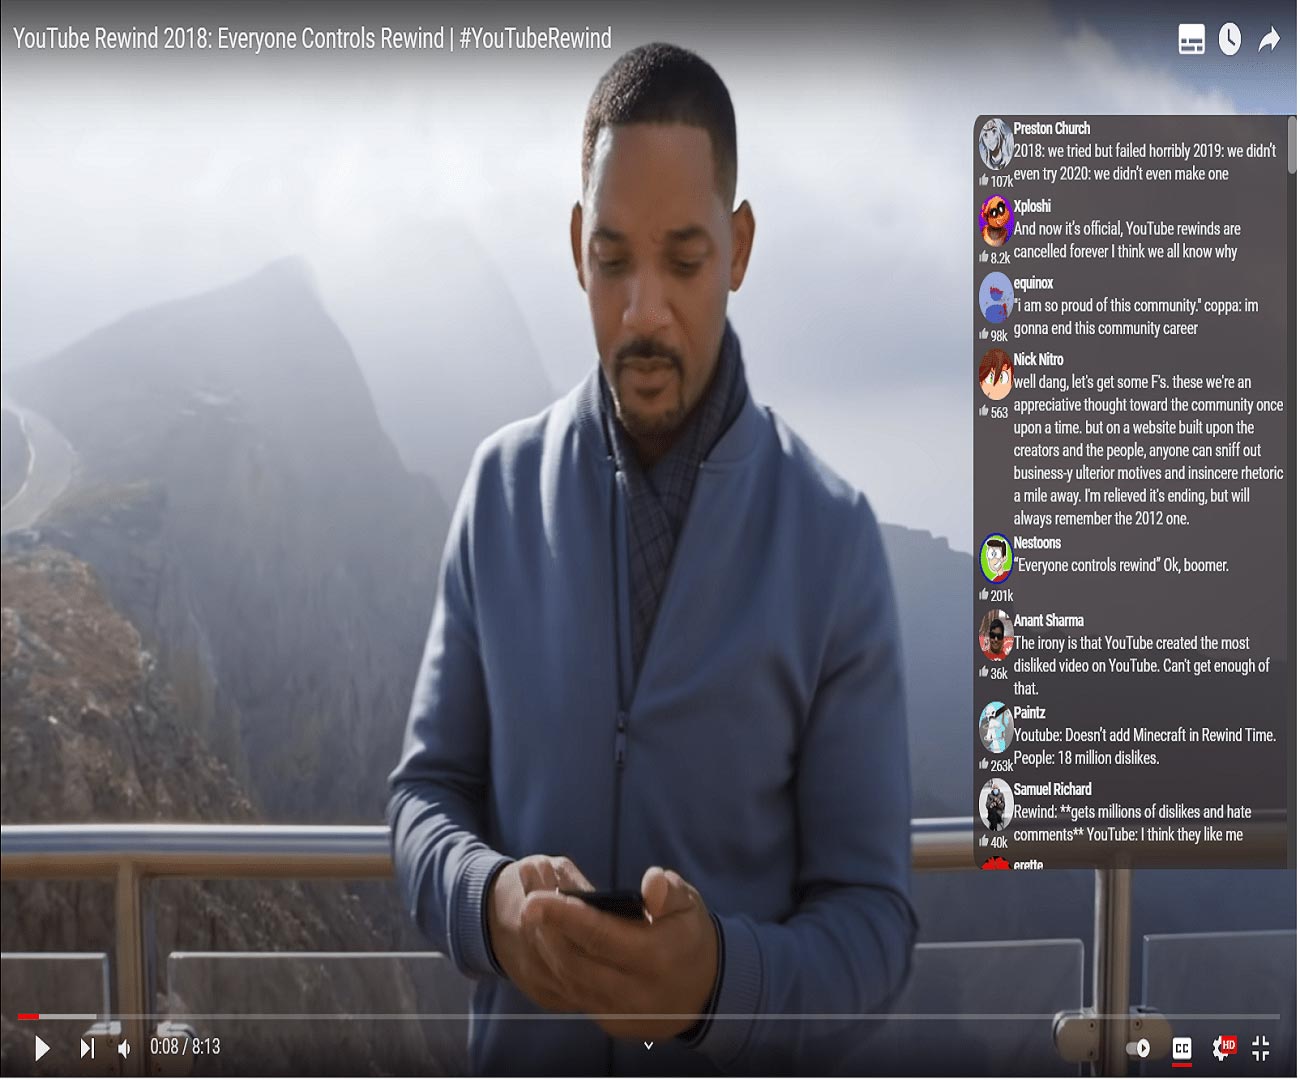 YouTube Rewind 2018: Everyone Controls Rewind | #YouTubeRewind
Preston Church
2018: we tried but failed horribly 2019: we didn't
even try 2020: we didn't even make one
107k
Xploshi
And now it's official, YouTube rewinds are
cancelled forever I think we all know why
8.2k
equinox
"i am so proud of this community." coppa: im
gonna end this community career
98k
Nick Nitro
well dang, let's get some F's. these we're an
appreciative thought toward the community once
upon a time. but on a website built upon the
creators and the people, anyone can sniff out
business-y ulterior motives and insincere rhetoric
a mile away. I'm relieved it's ending, but will
always remember the 2012 one.
563
Nestoons
"Everyone controls rewind" Ok, boomer.
201k
Anant Sharma
The irony is that YouTube created the most
disliked video on YouTube. Can't get enough of
that.
36k
Paintz
Youtube: Doesn't add Minecraft in Rewind Time.
People: 18 million dislikes.
263k
Samuel Richard
Rewind: **gets millions of dislikes and hate
comments** YouTube: I think they like me
40k
erette
0:08 / 8:13
CC
HD